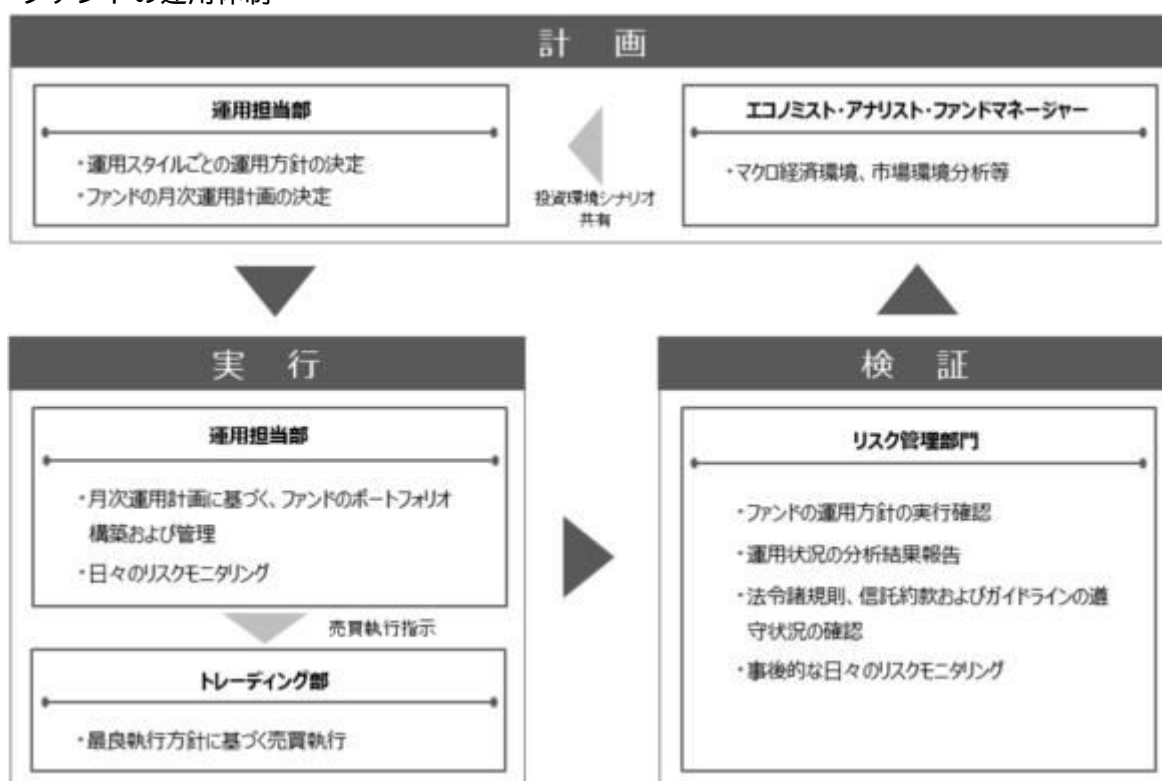 ファンドの運用体制
計 画
運用担当部
・運用スタイルごとの運用方針の決定
・ファンドの月次運用計画の決定
投資環境シナリオ
共有
エコノミスト・アナリスト・ファンドマネージャー
・マクロ経済環境、市場環境分析等
実 行
運用担当部
・月次運用計画に基づく、ファンドのポートフォリオ
構築および管理
・日々のリスクモニタリング
売買執行指示
トレーディング部
・最良執行方針に基づく売買執行
検 証
リスク管理部門
・ファンドの運用方針の実行確認
・運用状況の分析結果報告
・法令諸規則、信託約款およびガイドラインの遵
守状況の確認
・事後的な日々のリスクモニタリング